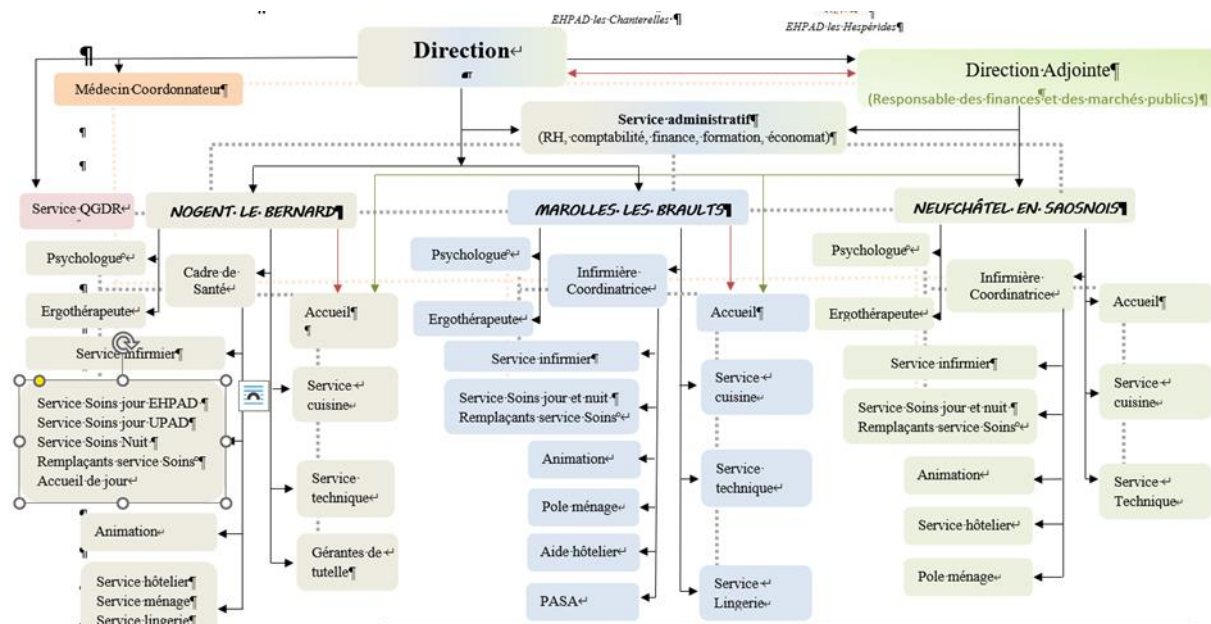 EHPAD les Chanterelles
EHPAD les Hespérides
Direction
Direction Adjointe
(Responsable des finances et des marchés publics)
Médecin Coordonnateur
Service administratif
(RH, comptabilité, finance, formation, économat)
Service QGDR
NOGENT LE BERNARD
MAROLLES LES BRAULTS
NEUFCHÂTEL EN SAOSNOIS
Psychologue
Cadre de
Santé
Ergothérapeute
Accueil
Service infirmier
Service
cuisine
Service Soins jour EHPAD
Service Soins jour UPAD
Service Soins Nuit
Remplaçants service Soins
Accueil de jour
Service
technique
Animation
Gérantes de
tutelle
Service hôtelier
Service ménage
Service lingerie
Psychologue
Infirmière
Coordinatrice
Ergothérapeute
Accueil
Service infirmier
Service
cuisine
Service Soins jour et nuit
Remplaçants service Soins
Animation
Service
technique
Pole ménage
Aide hôtelier
Service
Lingerie
PASA
Psychologue
Infirmière
Coordinatrice
Ergothérapeute
Accueil
Service infirmier
Service
cuisine
Service Soins jour et nuit
Remplaçants service Soins
Animation
Service
Technique
Service hôtelier
Pole ménage